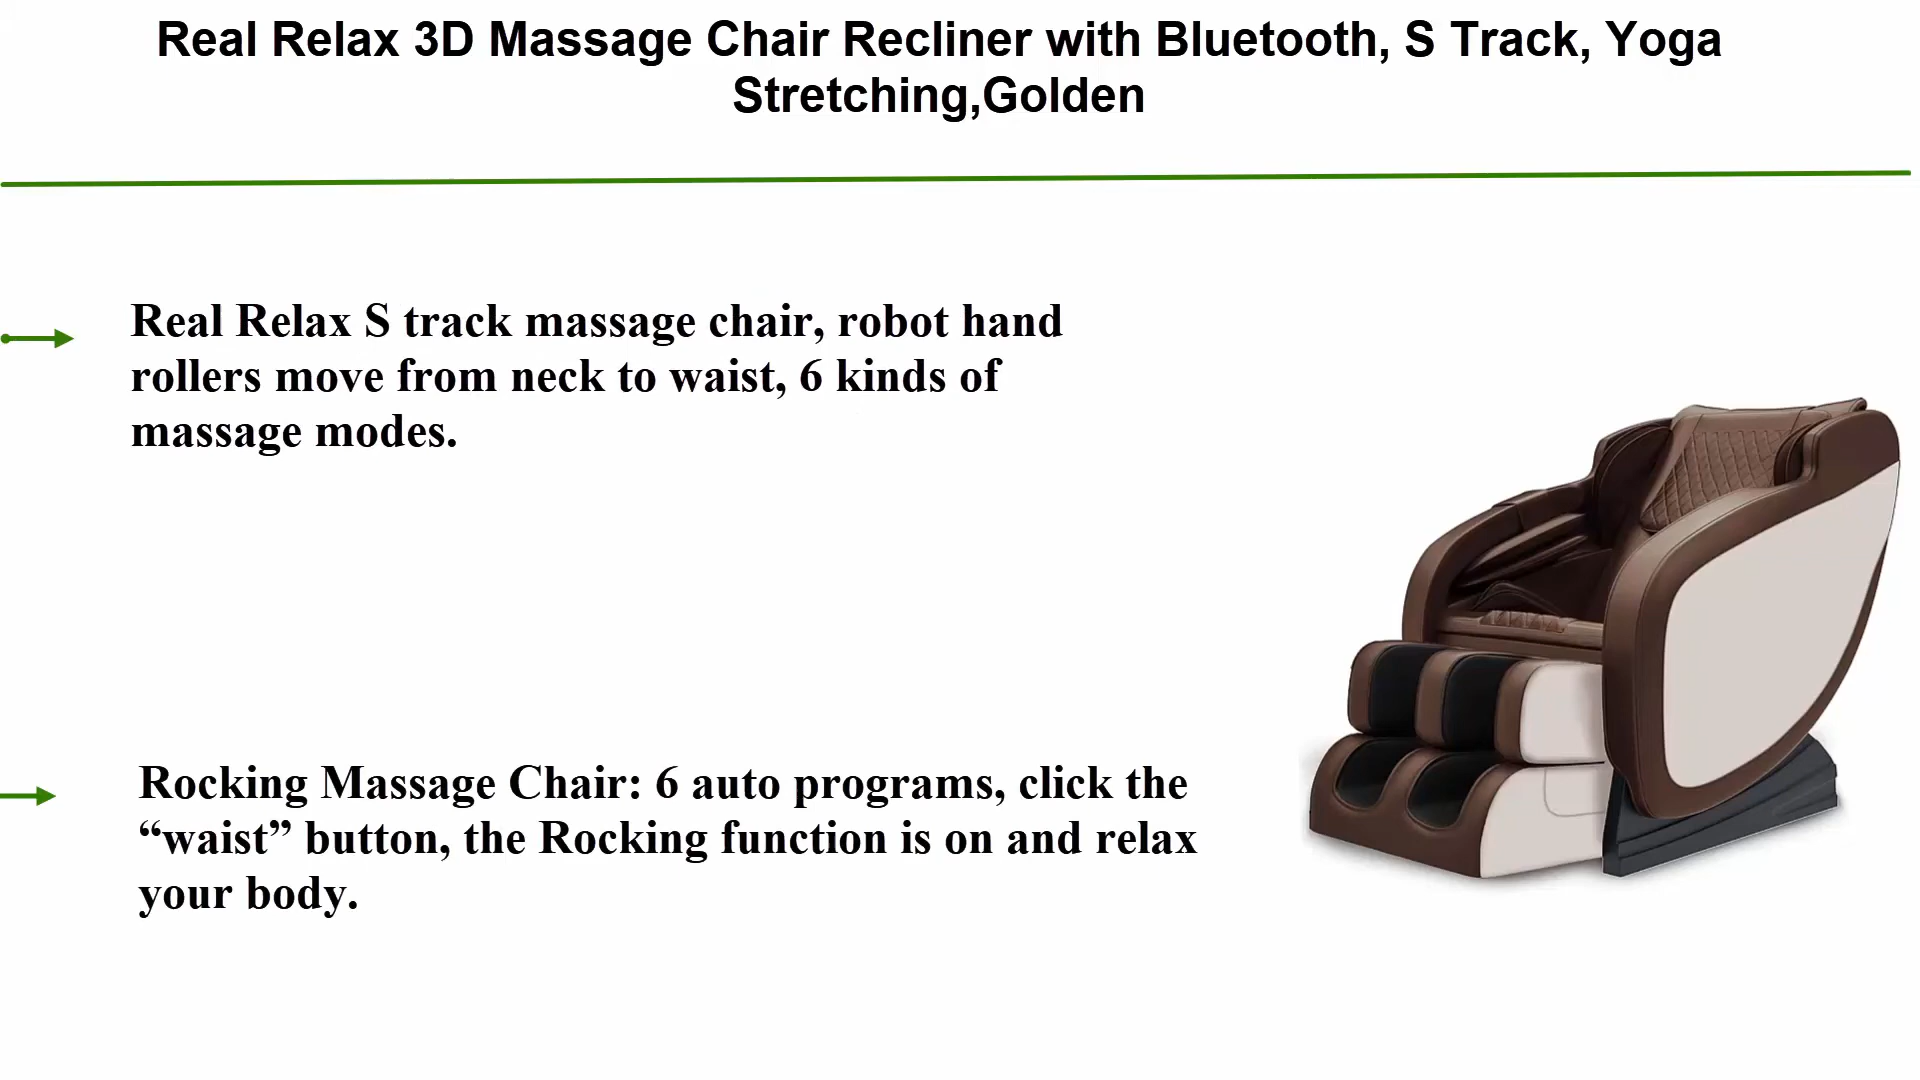 Real Relax 3D Massage Chair Recliner with Bluetooth, S Track, Yoga
Stretching,Golden
Real Relax S track massage chair, robot hand
rollers move from neck to waist, 6 kinds of
massage modes.
Rocking Massage Chair: 6 auto programs, click the
“waist” button, the Rocking function is on and relax
your body.